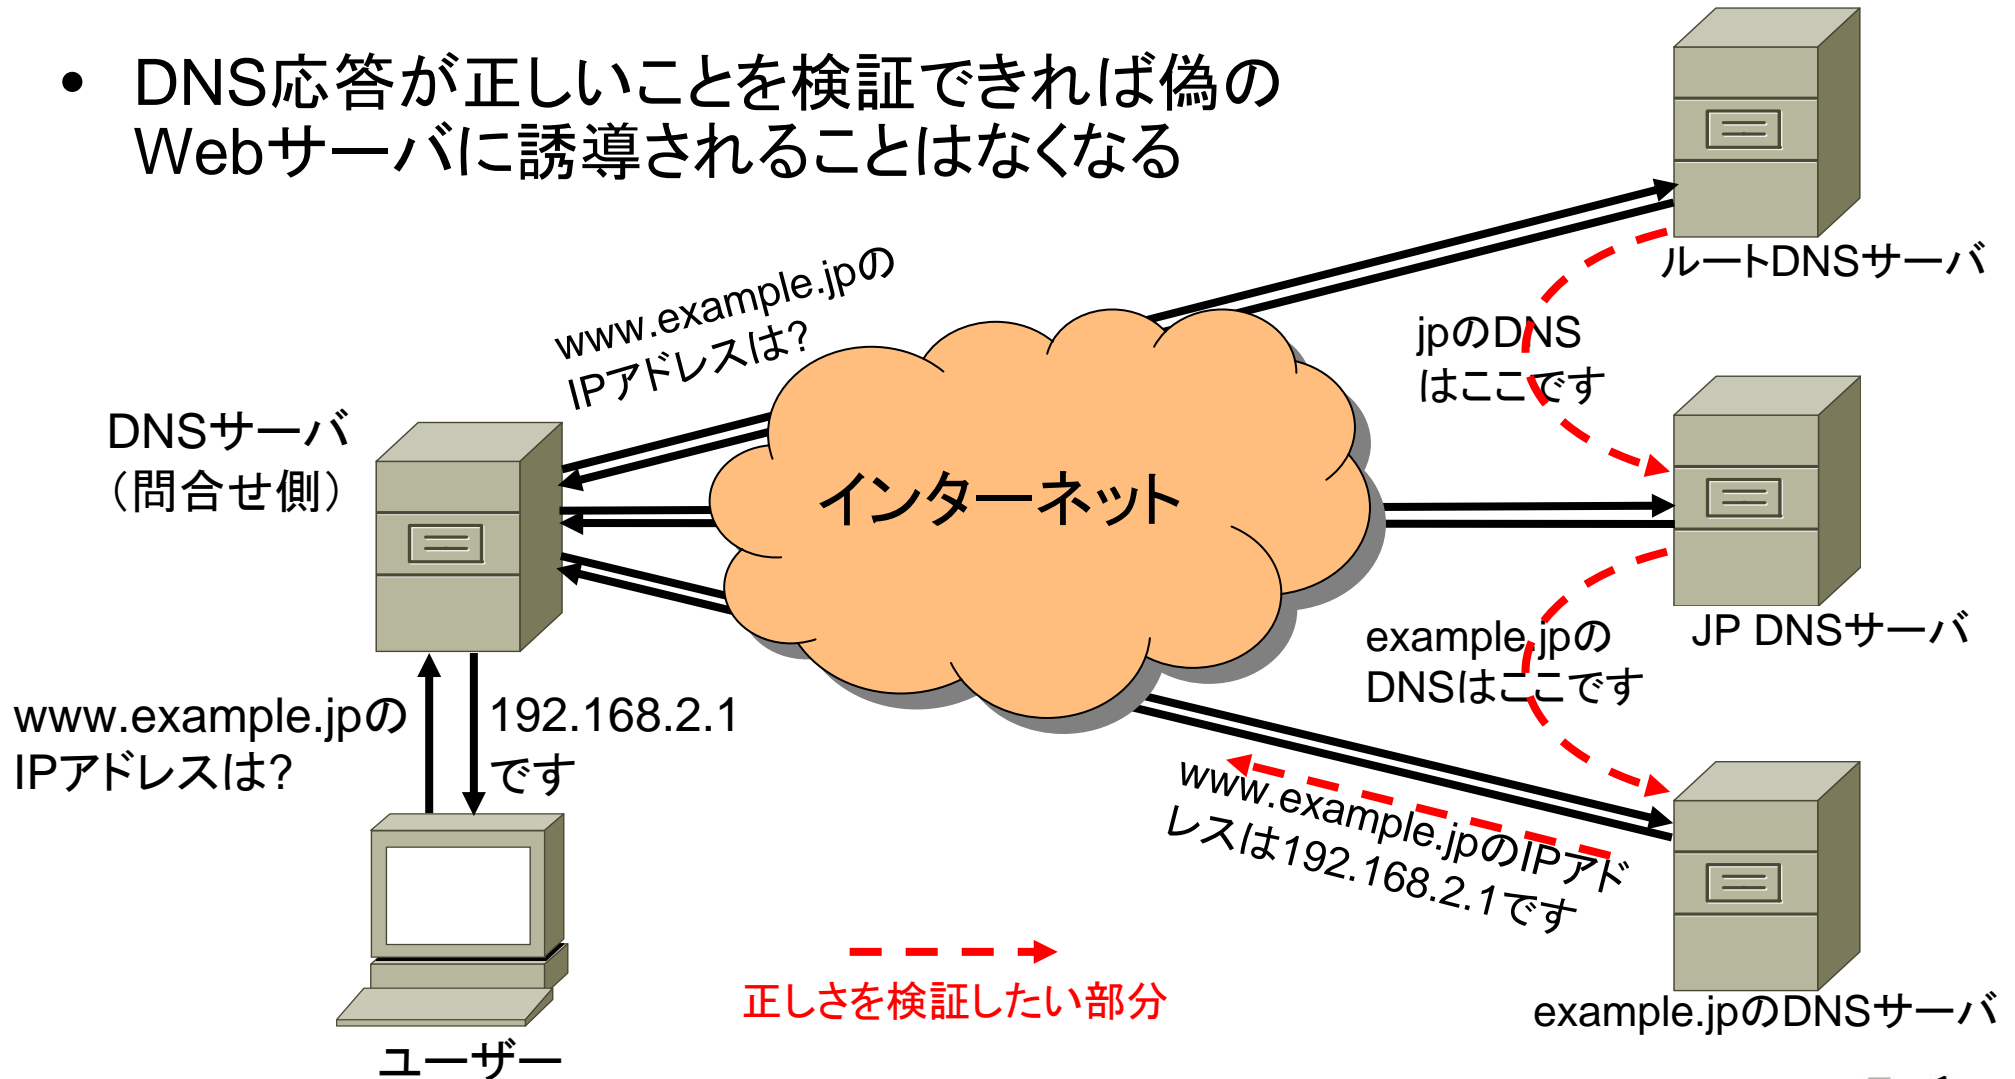 • DNS応答が正しいことを検証できれば偽の
Webサーバに誘導されることはなくなる
ルートDNSサーバ
www.example.jpの
IPアドレスは?
jpのDNS
はここです
DNSサーバ
（問合せ側）
インターネット
JP DNSサーバ
example.jpの
DNSはここです
www.example.jpの
IPアドレスは?
192.168.2.1
です
www.example.jpのIPアド
レスは192.168.2.1です
正しさを検証したい部分
example.jpのDNSサーバ
ユーザー